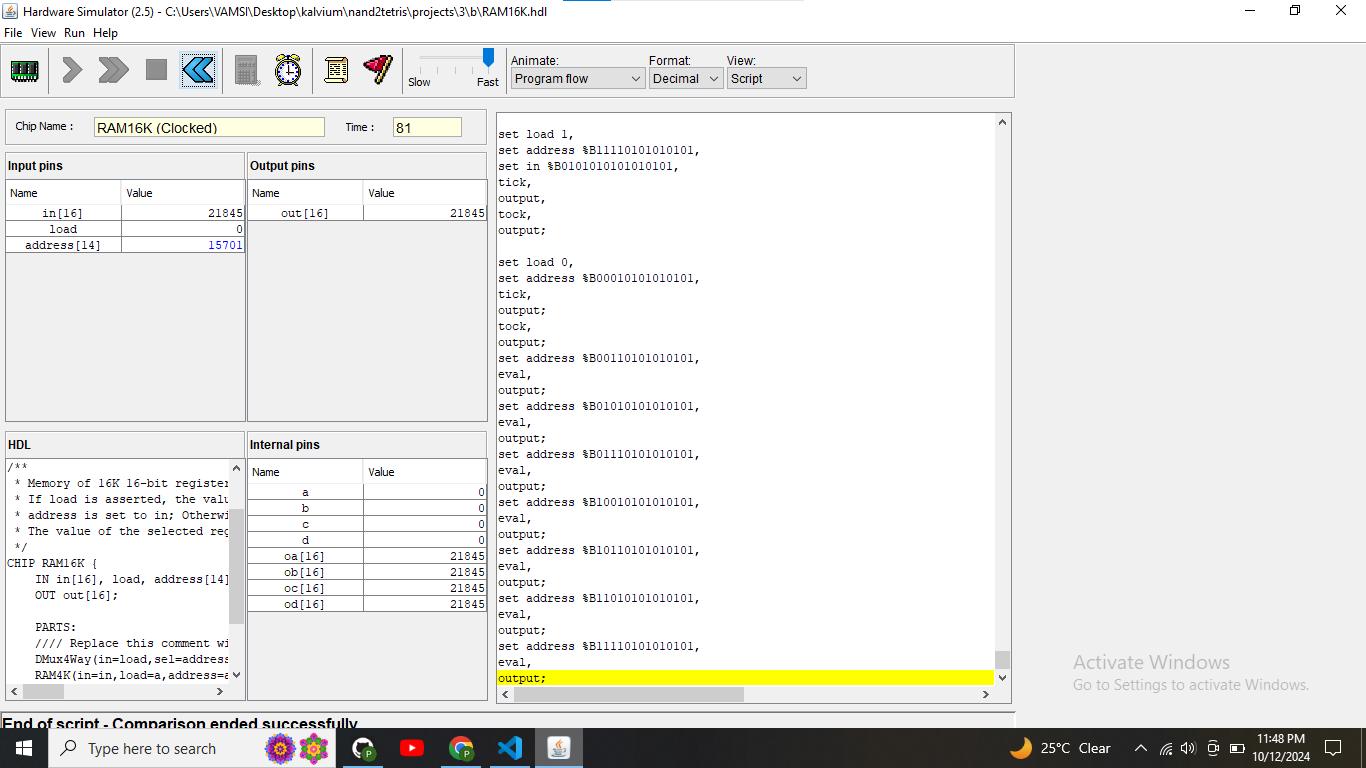 Hardware Simulator (2.5) - C:\Users\VAMSI\Desktop\kalvium\nand2tetris\projects\3\b\RAM16K.hdl
File View Run Help
Animate: Format: View:
Slow Fast Program flow Decimal Script
Chip Name : RAM16K (Clocked) Time : 81
Input pins
Name Value
in[16] 21845
load 0
address[14] 15701
Output pins
Name Value
out[16] 21845
HDL
/**
* Memory of 16K 16-bit register
* If load is asserted, the valu
* address is set to in; Otherwi
* The value of the selected reg
*/
CHIP RAM16K {
IN in[16], load, address[14]
OUT out[16];
PARTS:
//// Replace this comment wi
DMux4Way(in=load,sel=address
RAM4K(in=in,load=a,address=a
Internal pins
Name Value
a 0
b 0
c 0
d 0
oa[16] 21845
ob[16] 21845
oc[16] 21845
od[16] 21845
set load 1,
set address %B11110101010101,
set in %B0101010101010101,
tick,
output,
tock,
output;
set load 0,
set address %B00010101010101,
tick,
output;
tock,
output;
set address %B00110101010101,
eval,
output;
set address %B01010101010101,
eval,
output;
set address %B01110101010101,
eval,
output;
set address %B10010101010101,
eval,
output;
set address %B10110101010101,
eval,
output;
set address %B11010101010101,
eval,
output;
set address %B11110101010101,
eval,
output;
Activate Windows
Go to Settings to activate Windows.
End of script - Comparison ended successfully
Type here to search
25°C Clear
11:48 PM
10/12/2024